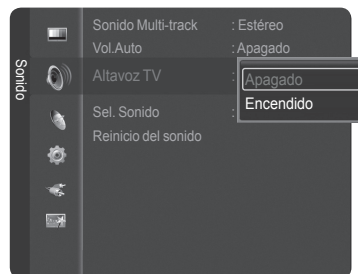 Sonido
Sonido Multi-track : Estéreo
Vol.Auto : Apagado
Altavoz TV : Apagado
Encendido
Sel. Sonido :
Reinicio del sonido